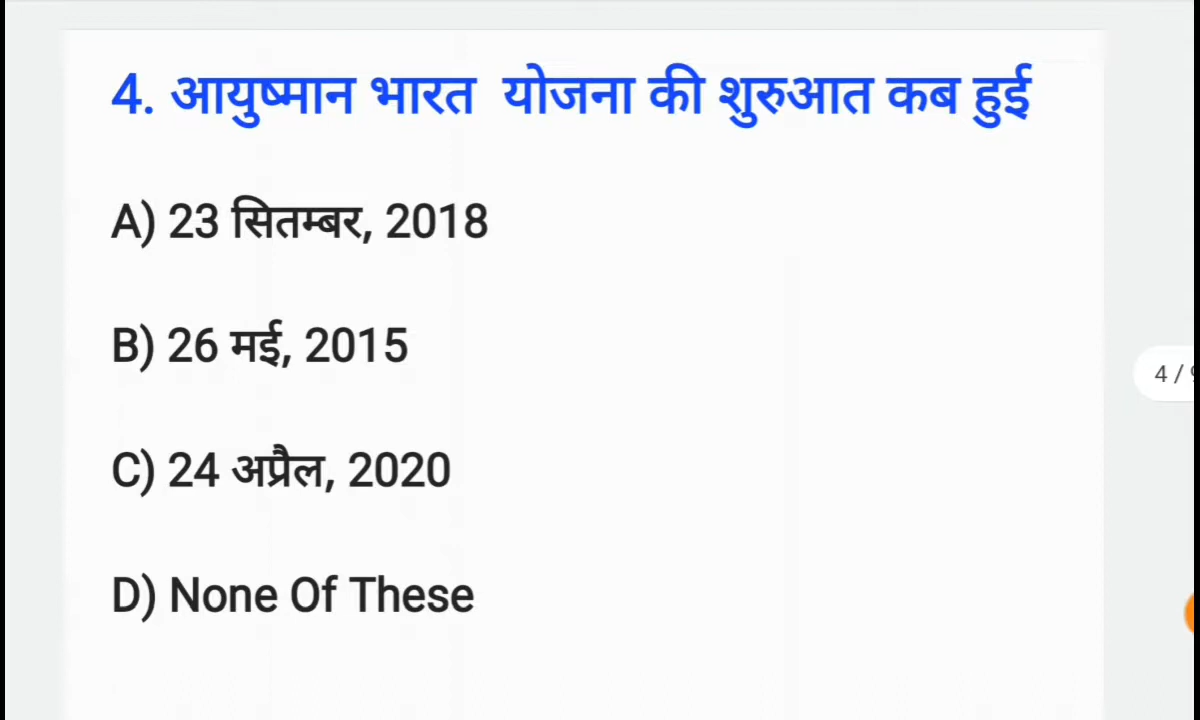 4. आयुष्मान भारत योजना की शुरुआत कब हुई
A) 23 सितम्बर, 2018
B) 26 मई, 2015
4 /
C) 24 अप्रैल, 2020
D) None Of These